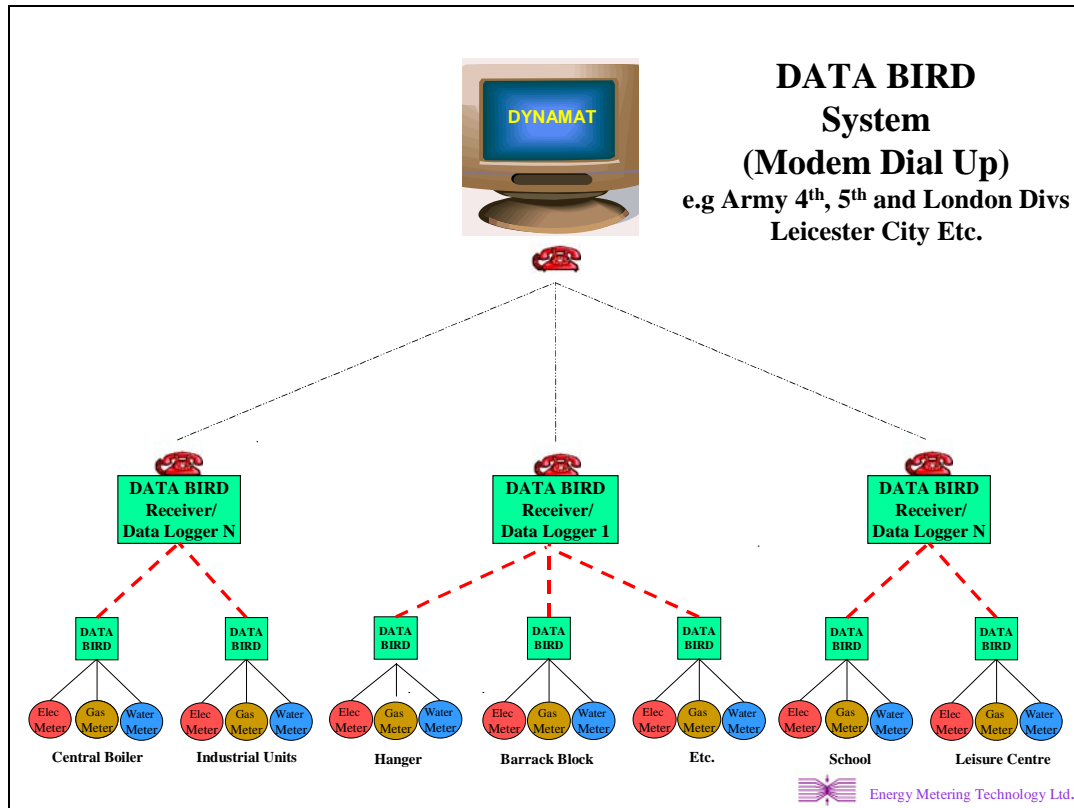 DYNAMAT
DATA BIRD
System
(Modem Dial Up)
e.g Army 4th, 5th and London Divs
Leicester City Etc.
DATA BIRD
Receiver/
Data Logger N
DATA BIRD
Receiver/
Data Logger 1
DATA BIRD
Receiver/
Data Logger N
DATA
BIRD
DATA
BIRD
DATA
BIRD
DATA
BIRD
DATA
BIRD
DATA
BIRD
DATA
BIRD
Elec
Meter
Gas
Meter
Water
Meter
Elec
Meter
Gas
Meter
Water
Meter
Elec
Meter
Gas
Meter
Water
Meter
Elec
Meter
Gas
Meter
Water
Meter
Elec
Meter
Gas
Meter
Water
Meter
Elec
Meter
Gas
Meter
Water
Meter
Elec
Meter
Gas
Meter
Water
Meter
Central Boiler
Industrial Units
Hanger
Barrack Block
Etc.
School
Leisure Centre
Energy Metering Technology Ltd.